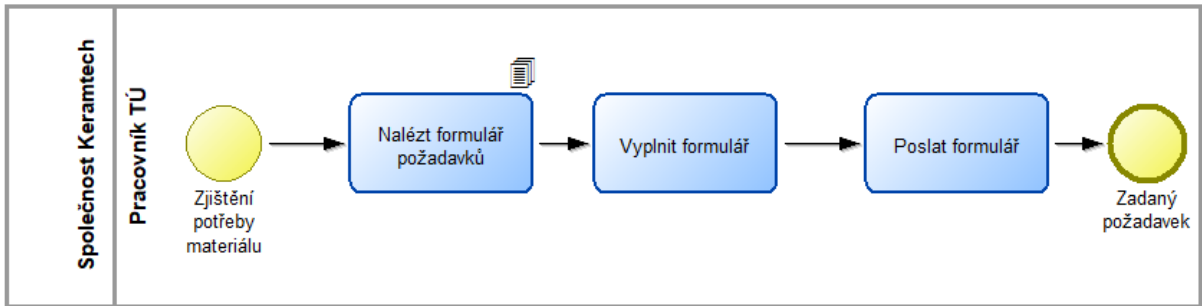 Společnost Keramtech
Pracovník TÚ
Zjištění
potřeby
materiálu
Nalézt formulář
požadavků
Vyplnit formulář
Poslat formulář
Zadaný
požadavek